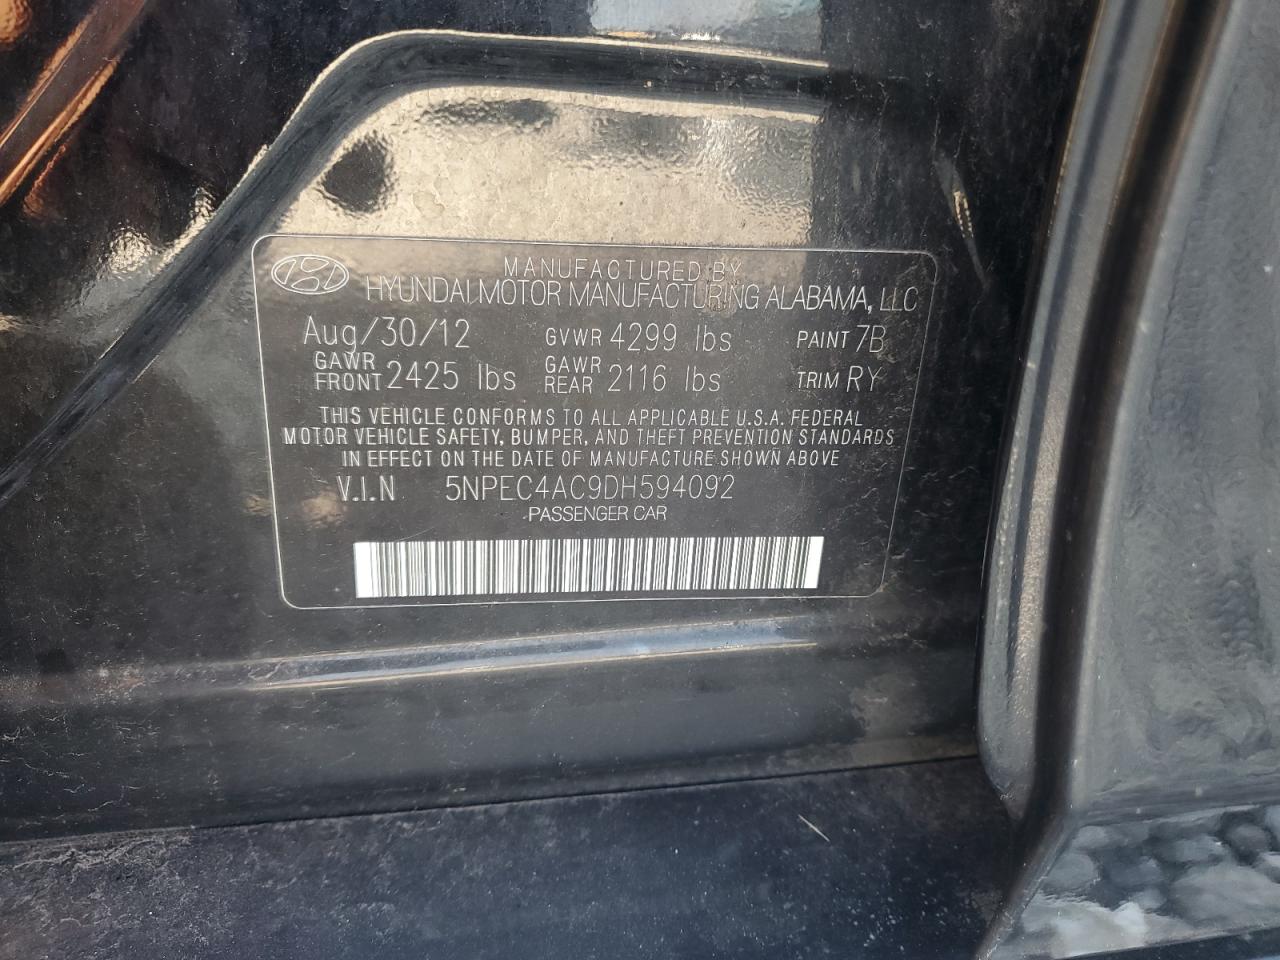 MANUFACTURED BY
HYUNDAI MOTOR MANUFACTURING ALABAMA, LLC
Aug/30/12 GVWR 4299 lbs PAINT 7B
GAWR FRONT 2425 lbs GAWR REAR 2116 lbs TRIM RY
THIS VEHICLE CONFORMS TO ALL APPLICABLE U.S.A. FEDERAL
MOTOR VEHICLE SAFETY, BUMPER, AND THEFT PREVENTION STANDARDS
IN EFFECT ON THE DATE OF MANUFACTURE SHOWN ABOVE
V.I.N 5NPEC4AC9DH594092
PASSENGER CAR